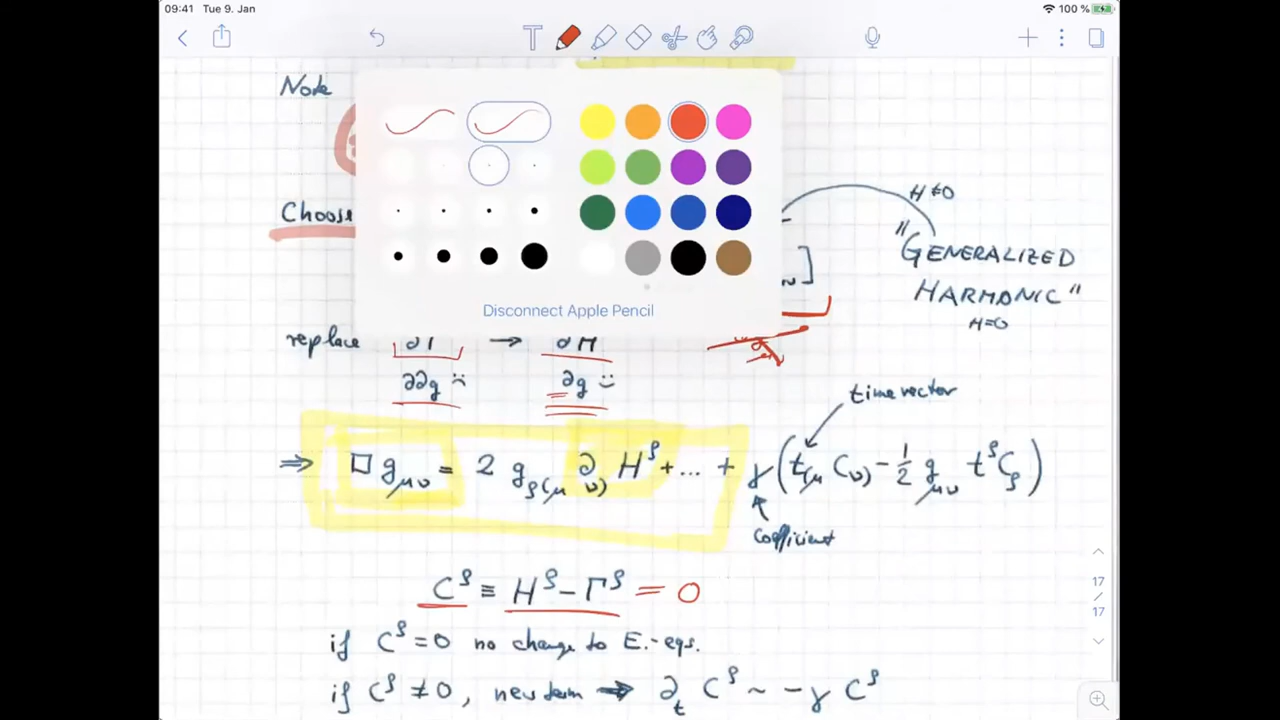 09:41 Tue 9. Jan 100 %
Note
Choose
H≠0
"GENERALIZED
HARMONIC"
H=0
Disconnect Apple Pencil
replace ∂Γ → ∂H
∂∂g ☹ ∂g ☺
time vector
⇒ □ g_μν = 2 g_ρ(μ ∂_ν) H^ρ + ... + γ (t_(μ C_ν) - 1/2 g_μν t^ρ C_ρ)
coefficient
C^ρ ≡ H^ρ - Γ^ρ = 0
if C^ρ = 0 no change to E.-eqs.
if C^ρ ≠ 0, new term → ∂_t C^ρ ~ - γ C^ρ
17
/
17